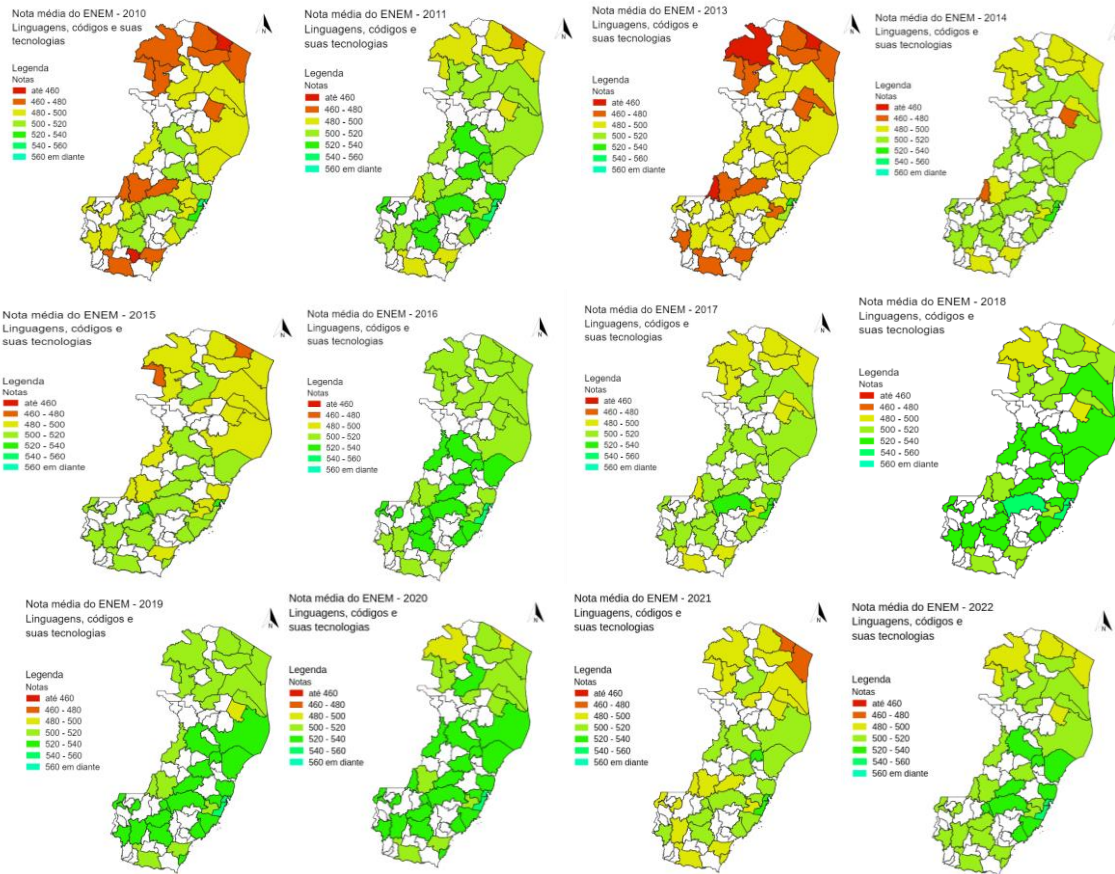 Nota média do ENEM - 2010
Linguagens, códigos e suas
tecnologias
Legenda
Notas
até 460
460 - 480
480 - 500
500 - 520
520 - 540
540 - 560
560 em diante
N
Nota média do ENEM - 2011
Linguagens, códigos e
suas tecnologias
Legenda
Notas
até 460
460 - 480
480 - 500
500 - 520
520 - 540
540 - 560
560 em diante
N
Nota média do ENEM - 2013
Linguagens, códigos e
suas tecnologias
Legenda
Notas
até 460
460 - 480
480 - 500
500 - 520
520 - 540
540 - 560
560 em diante
N
Nota média do ENEM - 2014
Linguagens, códigos e
suas tecnologias
Legenda
Notas
até 460
460 - 480
480 - 500
500 - 520
520 - 540
540 - 560
560 em diante
N
Nota média do ENEM - 2015
Linguagens, códigos e
suas tecnologias
Legenda
Notas
até 460
460 - 480
480 - 500
500 - 520
520 - 540
540 - 560
560 em diante
N
Nota média do ENEM - 2016
Linguagens, códigos e
suas tecnologias
Legenda
Notas
até 460
460 - 480
480 - 500
500 - 520
520 - 540
540 - 560
560 em diante
N
Nota média do ENEM - 2017
Linguagens, códigos e
suas tecnologias
Legenda
Notas
até 460
460 - 480
480 - 500
500 - 520
520 - 540
540 - 560
560 em diante
N
Nota média do ENEM - 2018
Linguagens, códigos e
suas tecnologias
Legenda
Notas
até 460
460 - 480
480 - 500
500 - 520
520 - 540
540 - 560
560 em diante
N
Nota média do ENEM - 2019
Linguagens, códigos e
suas tecnologias
Legenda
Notas
até 460
460 - 480
480 - 500
500 - 520
520 - 540
540 - 560
560 em diante
N
Nota média do ENEM - 2020
Linguagens, códigos e
suas tecnologias
Legenda
Notas
até 460
460 - 480
480 - 500
500 - 520
520 - 540
540 - 560
560 em diante
N
Nota média do ENEM - 2021
Linguagens, códigos e
suas tecnologias
Legenda
Notas
até 460
460 - 480
480 - 500
500 - 520
520 - 540
540 - 560
560 em diante
N
Nota média do ENEM - 2022
Linguagens, códigos e
suas tecnologias
Legenda
Notas
até 460
460 - 480
480 - 500
500 - 520
520 - 540
540 - 560
560 em diante
N